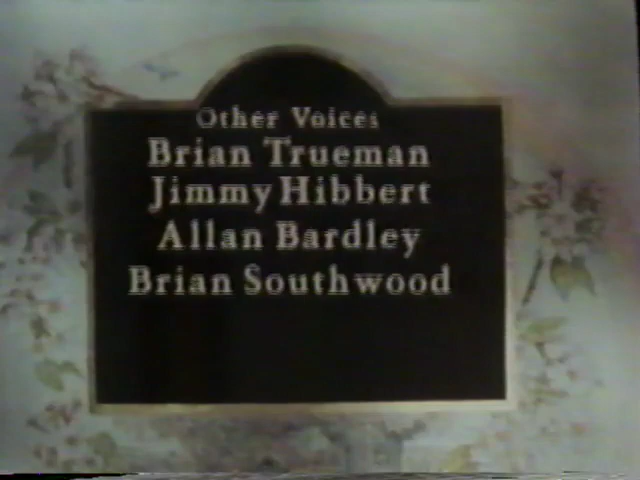 Other Voices
Brian Trueman
Jimmy Hibbert
Allan Bardley
Brian Southwood